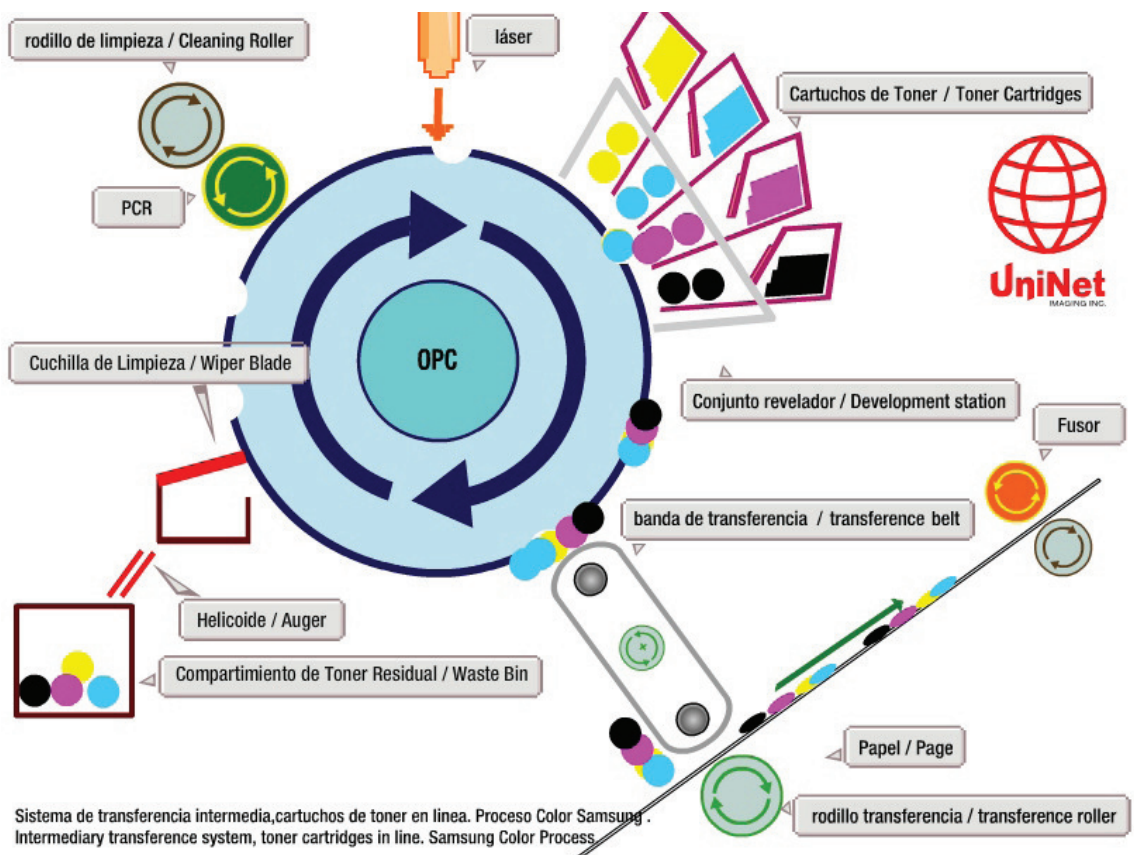 rodillo de limpieza / Cleaning Roller
láser
Cartuchos de Toner / Toner Cartridges
PCR
UniNet
IMAGING INC.
OPC
Cuchilla de Limpieza / Wiper Blade
Conjunto revelador / Development station
Fusor
banda de transferencia / transference belt
Helicoide / Auger
Compartimiento de Toner Residual / Waste Bin
Papel / Page
rodillo transferencia / transference roller
Sistema de transferencia intermedia,cartuchos de toner en linea. Proceso Color Samsung .
Intermediary transference system, toner cartridges in line. Samsung Color Process.